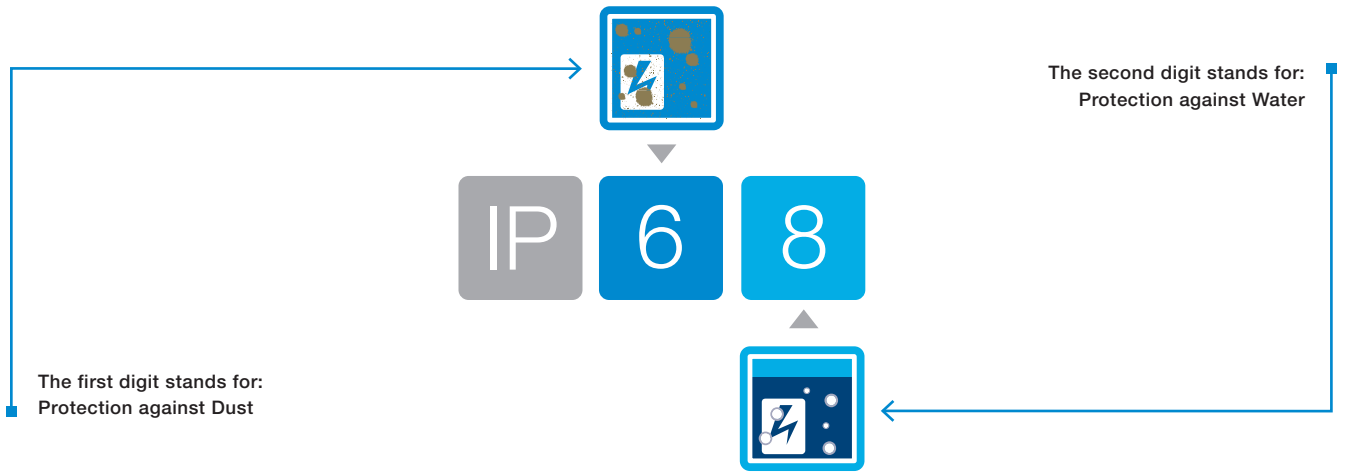 The second digit stands for:
Protection against Water
IP 6 8
The first digit stands for:
Protection against Dust